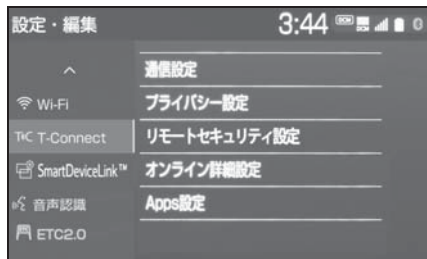 設定・編集
3:44 DCM
通信設定
Wi-Fi
プライバシー設定
T-Connect
リモートセキュリティ設定
SmartDeviceLink™
オンライン詳細設定
音声認識
Apps設定
ETC2.0